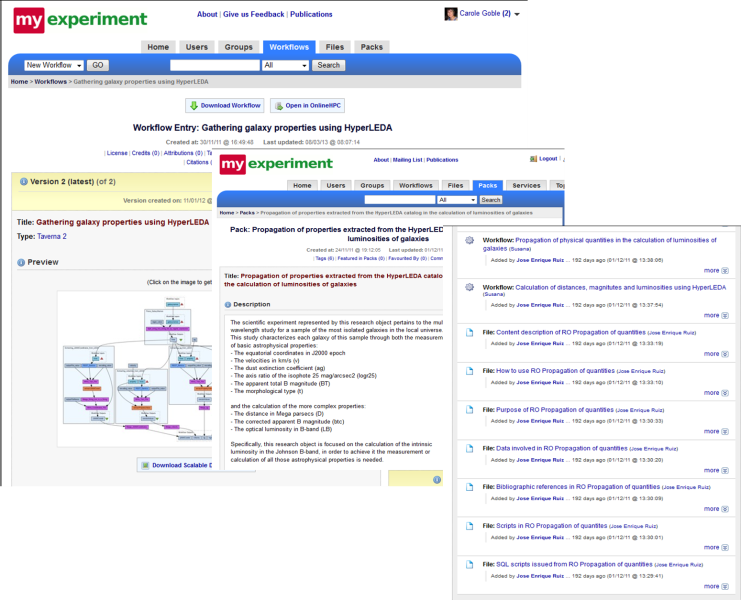 my experiment
About | Give us Feedback | Publications
Carole Goble (2)
Home Users Groups Workflows Files Packs
New Workflow GO All Search
Home > Workflows > Gathering galaxy properties using HyperLEDA
Download Workflow Open in OnlineHPC
Workflow Entry: Gathering galaxy properties using HyperLEDA
Created at: 30/11/11 @ 18:49:48 Last updated: 08/03/13 @ 08:07:14
| License | Credits (0) | Attributions (0) | Ta
| Citations (
Version 2 (latest) (of 2)
Version created on: 11/01/12 @
Title: Gathering galaxy properties using HyperLEDA
Type: Taverna 2
Preview
(Click on the image to get
Download Scalable D
my experiment
About | Mailing List | Publications
Logout
Home Users Groups Workflows Files Packs Services To
All Search
Home > Packs > Propagation of properties extracted from the HyperLEDA catalog in the calculation of luminosities of galaxies
Pack: Propagation of properties extracted from the HyperLED
luminosities of galaxies
Created at: 24/11/11 @ 19:12:05 Last updated: 01/12/11
| Tags (6) | Featured in Packs (0) | Favourited By (0) | Comm
Title: Propagation of properties extracted from the HyperLEDA catalo
the calculation of luminosities of galaxies
Description
The scientific experiment represented by this research object pertains to the mul
wavelength study for a sample of the most isolated galaxies in the local universe.
This study characterizes each galaxy of this sample through both the measurem
of basic astrophysical properties:
- The equatorial coordinates in J2000 epoch
- The velocities in km/s (v)
- The dust extinction coefficient (ag)
- The axis ratio of the isophote 25 mag/arcsec2 (logr25)
- The apparent total B magnitude (BT)
- The morphological type (t)
and the calculation of the more complex properties:
- The distance in Mega parsecs (D)
- The corrected apparent B magnitude (btc)
- The optical luminosity in B-band (LB)
Specifically, this research object is focused on the calculation of the intrinsic
luminosity in the Johnson B-band, in order to achieve it the measurement or
calculation of all those astrophysical properties is needed.
Workflow: Propagation of physical quantities in the calculation of luminosities of
galaxies (Susana)
Added by Jose Enrique Ruiz ... 192 days ago (01/12/11 @ 13:38:06)
more
Workflow: Calculation of distances, magnitutes and luminosities using HyperLEDA
(Susana)
Added by Jose Enrique Ruiz ... 192 days ago (01/12/11 @ 13:37:54)
more
File: Content description of RO Propagation of quantities (Jose Enrique Ruiz)
Added by Jose Enrique Ruiz ... 192 days ago (01/12/11 @ 13:33:19)
more
File: How to use RO Propagation of quantities (Jose Enrique Ruiz)
Added by Jose Enrique Ruiz ... 192 days ago (01/12/11 @ 13:33:10)
more
File: Purpose of RO Propagation of quantities (Jose Enrique Ruiz)
Added by Jose Enrique Ruiz ... 192 days ago (01/12/11 @ 13:30:33)
more
File: Data involved in RO Propagation of quantities (Jose Enrique Ruiz)
Added by Jose Enrique Ruiz ... 192 days ago (01/12/11 @ 13:30:20)
more
File: Bibliographic references in RO Propagation of quantities (Jose Enrique Ruiz)
Added by Jose Enrique Ruiz ... 192 days ago (01/12/11 @ 13:30:09)
more
File: Scripts in RO Propagation of quantites (Jose Enrique Ruiz)
Added by Jose Enrique Ruiz ... 192 days ago (01/12/11 @ 13:30:01)
more
File: SQL scripts issued from RO Propagation of quantities (Jose Enrique Ruiz)
Added by Jose Enrique Ruiz ... 192 days ago (01/12/11 @ 13:29:41)
more